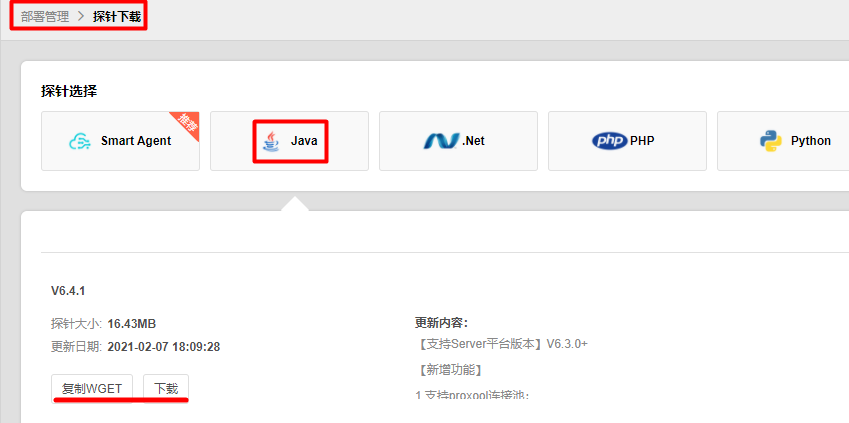 部署管理 > 探针下载
探针选择
Smart Agent 推荐 Java .Net php PHP Python
V6.4.1
探针大小: 16.43MB
更新日期: 2021-02-07 18:09:28
复制WGET 下载
更新内容:
【支持Server平台版本】V6.3.0+
【新增功能】
1.支持proxool连接池;